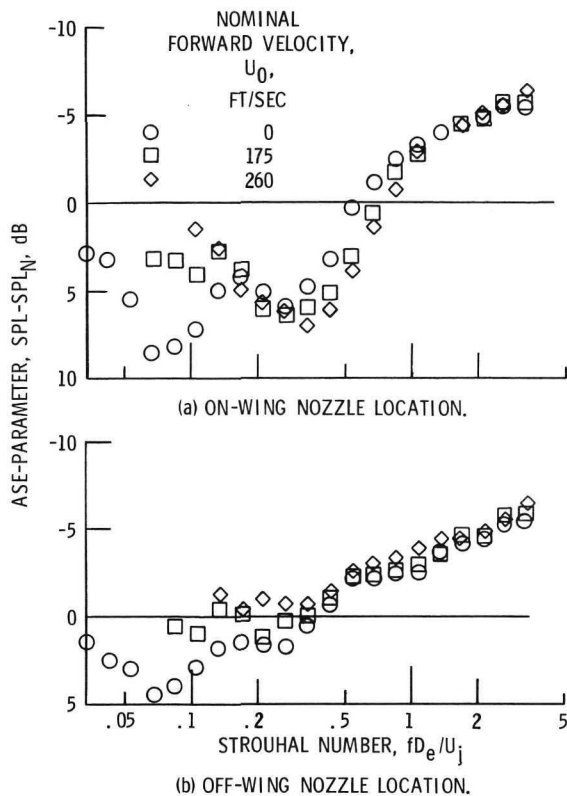 NOMINAL
FORWARD VELOCITY,
U0,
FT/SEC
0
175
260
-10
-5
0
5
10
ASE-PARAMETER, SPL-SPLN, dB
(a) ON-WING NOZZLE LOCATION.
-10
-5
0
5
.05 .1 .2 .5 1 2 5
STROUHAL NUMBER, fDe/Uj
(b) OFF-WING NOZZLE LOCATION.